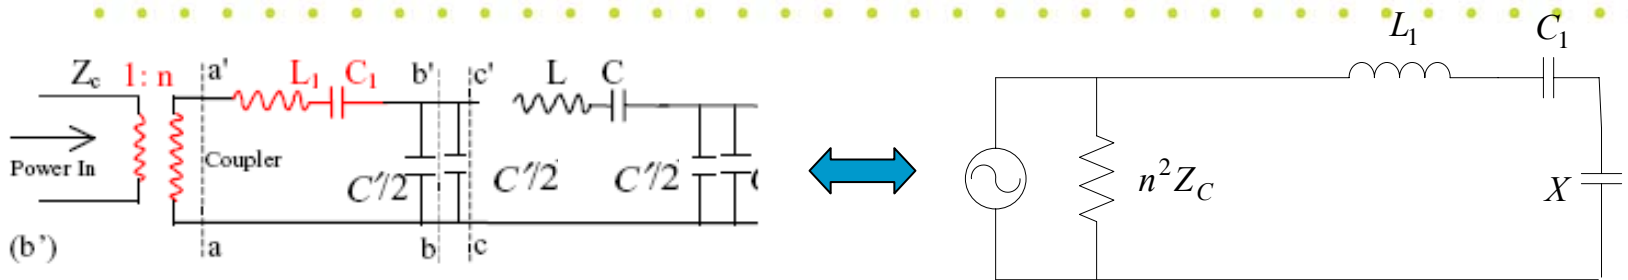 Zc 1: n a' L1 C1 b' c' L C
Power In
Coupler
C'/2 C'/2 C'/2
(b') a b c
L1 C1
n²ZC
X